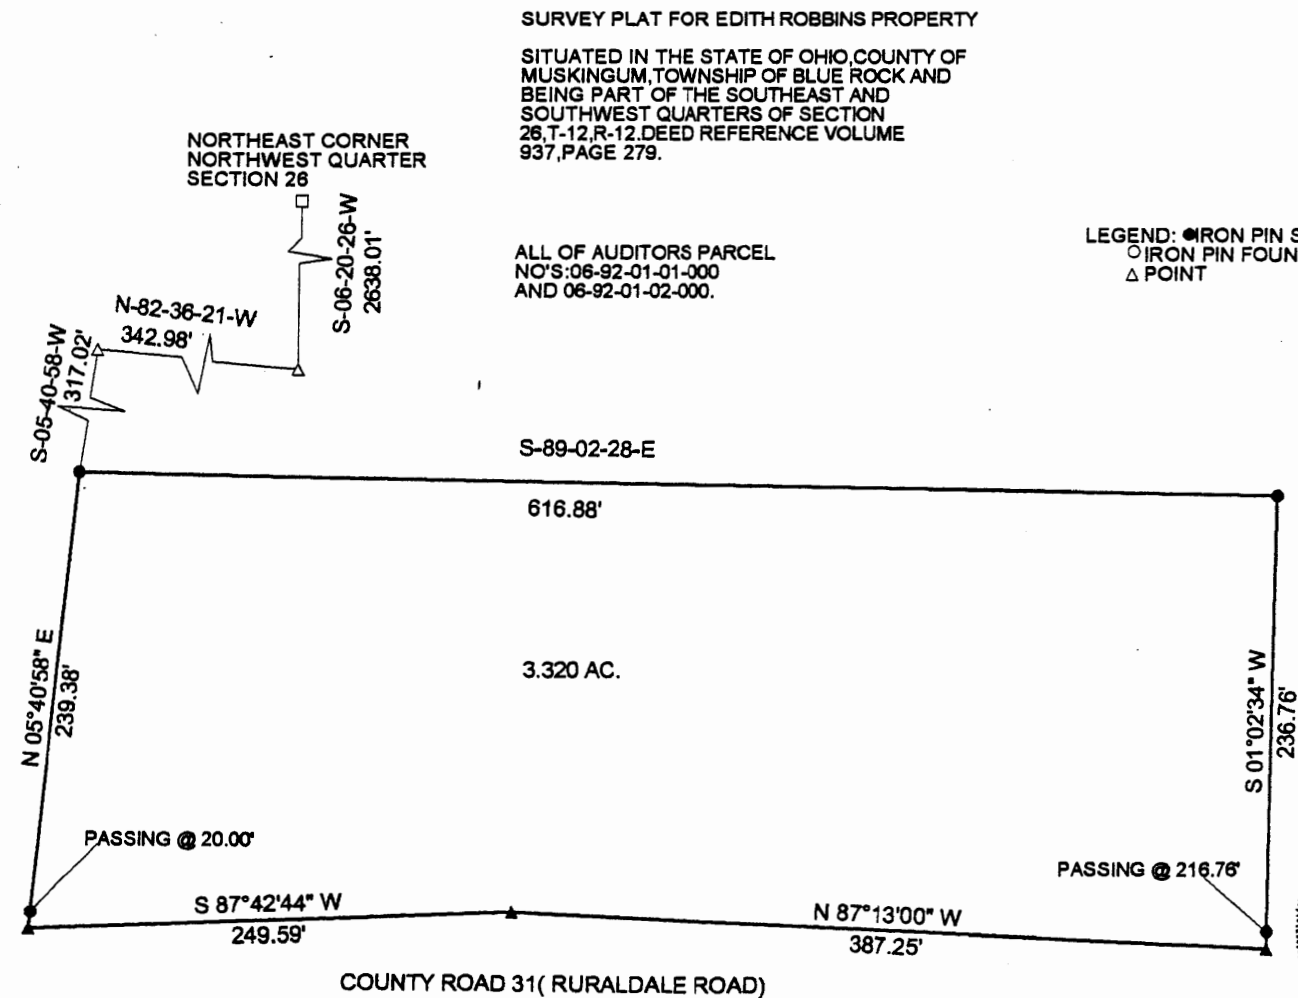 SURVEY PLAT FOR EDITH ROBBINS PROPERTY
SITUATED IN THE STATE OF OHIO,COUNTY OF
MUSKINGUM,TOWNSHIP OF BLUE ROCK AND
BEING PART OF THE SOUTHEAST AND
SOUTHWEST QUARTERS OF SECTION
26,T-12,R-12.DEED REFERENCE VOLUME
937,PAGE 279.
NORTHEAST CORNER
NORTHWEST QUARTER
SECTION 26
S-06-20-26-W
2638.01'
ALL OF AUDITORS PARCEL
NO'S:06-92-01-01-000
AND 06-92-01-02-000.
LEGEND: IRON PIN S
IRON PIN FOUN
POINT
N-82-36-21-W
342.98'
S-05-40-58-W
317.02'
S-89-02-28-E
616.88'
N 05°40'58" E
239.38'
3.320 AC.
S 01°02'34" W
236.76'
PASSING @ 20.00'
PASSING @ 216.76'
S 87°42'44" W
249.59'
N 87°13'00" W
387.25'
COUNTY ROAD 31( RURALDALE ROAD)